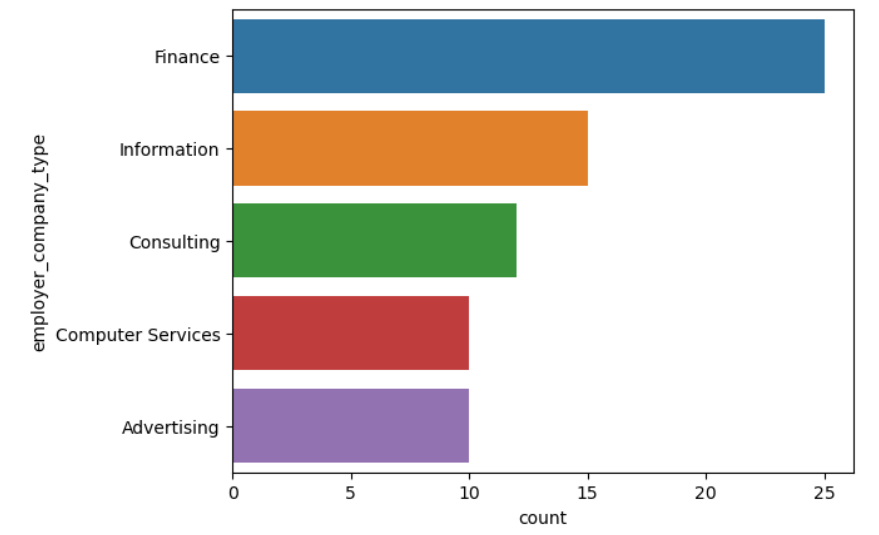 Finance
Information
Consulting
Computer Services
Advertising
employer_company_type
0 5 10 15 20 25
count